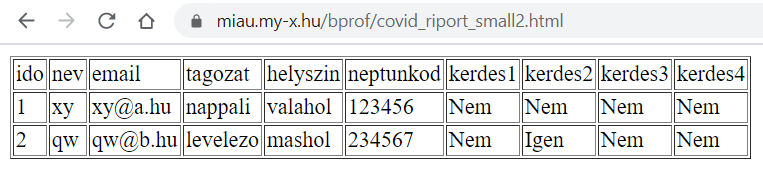 miau.my-x.hu/bprof/covid_riport_small2.html
ido nev email tagozat helyszin neptunkod kerdes1 kerdes2 kerdes3 kerdes4
1 xy xy@a.hu nappali valahol 123456 Nem Nem Nem Nem
2 qw qw@b.hu levelezo mashol 234567 Nem Igen Nem Nem